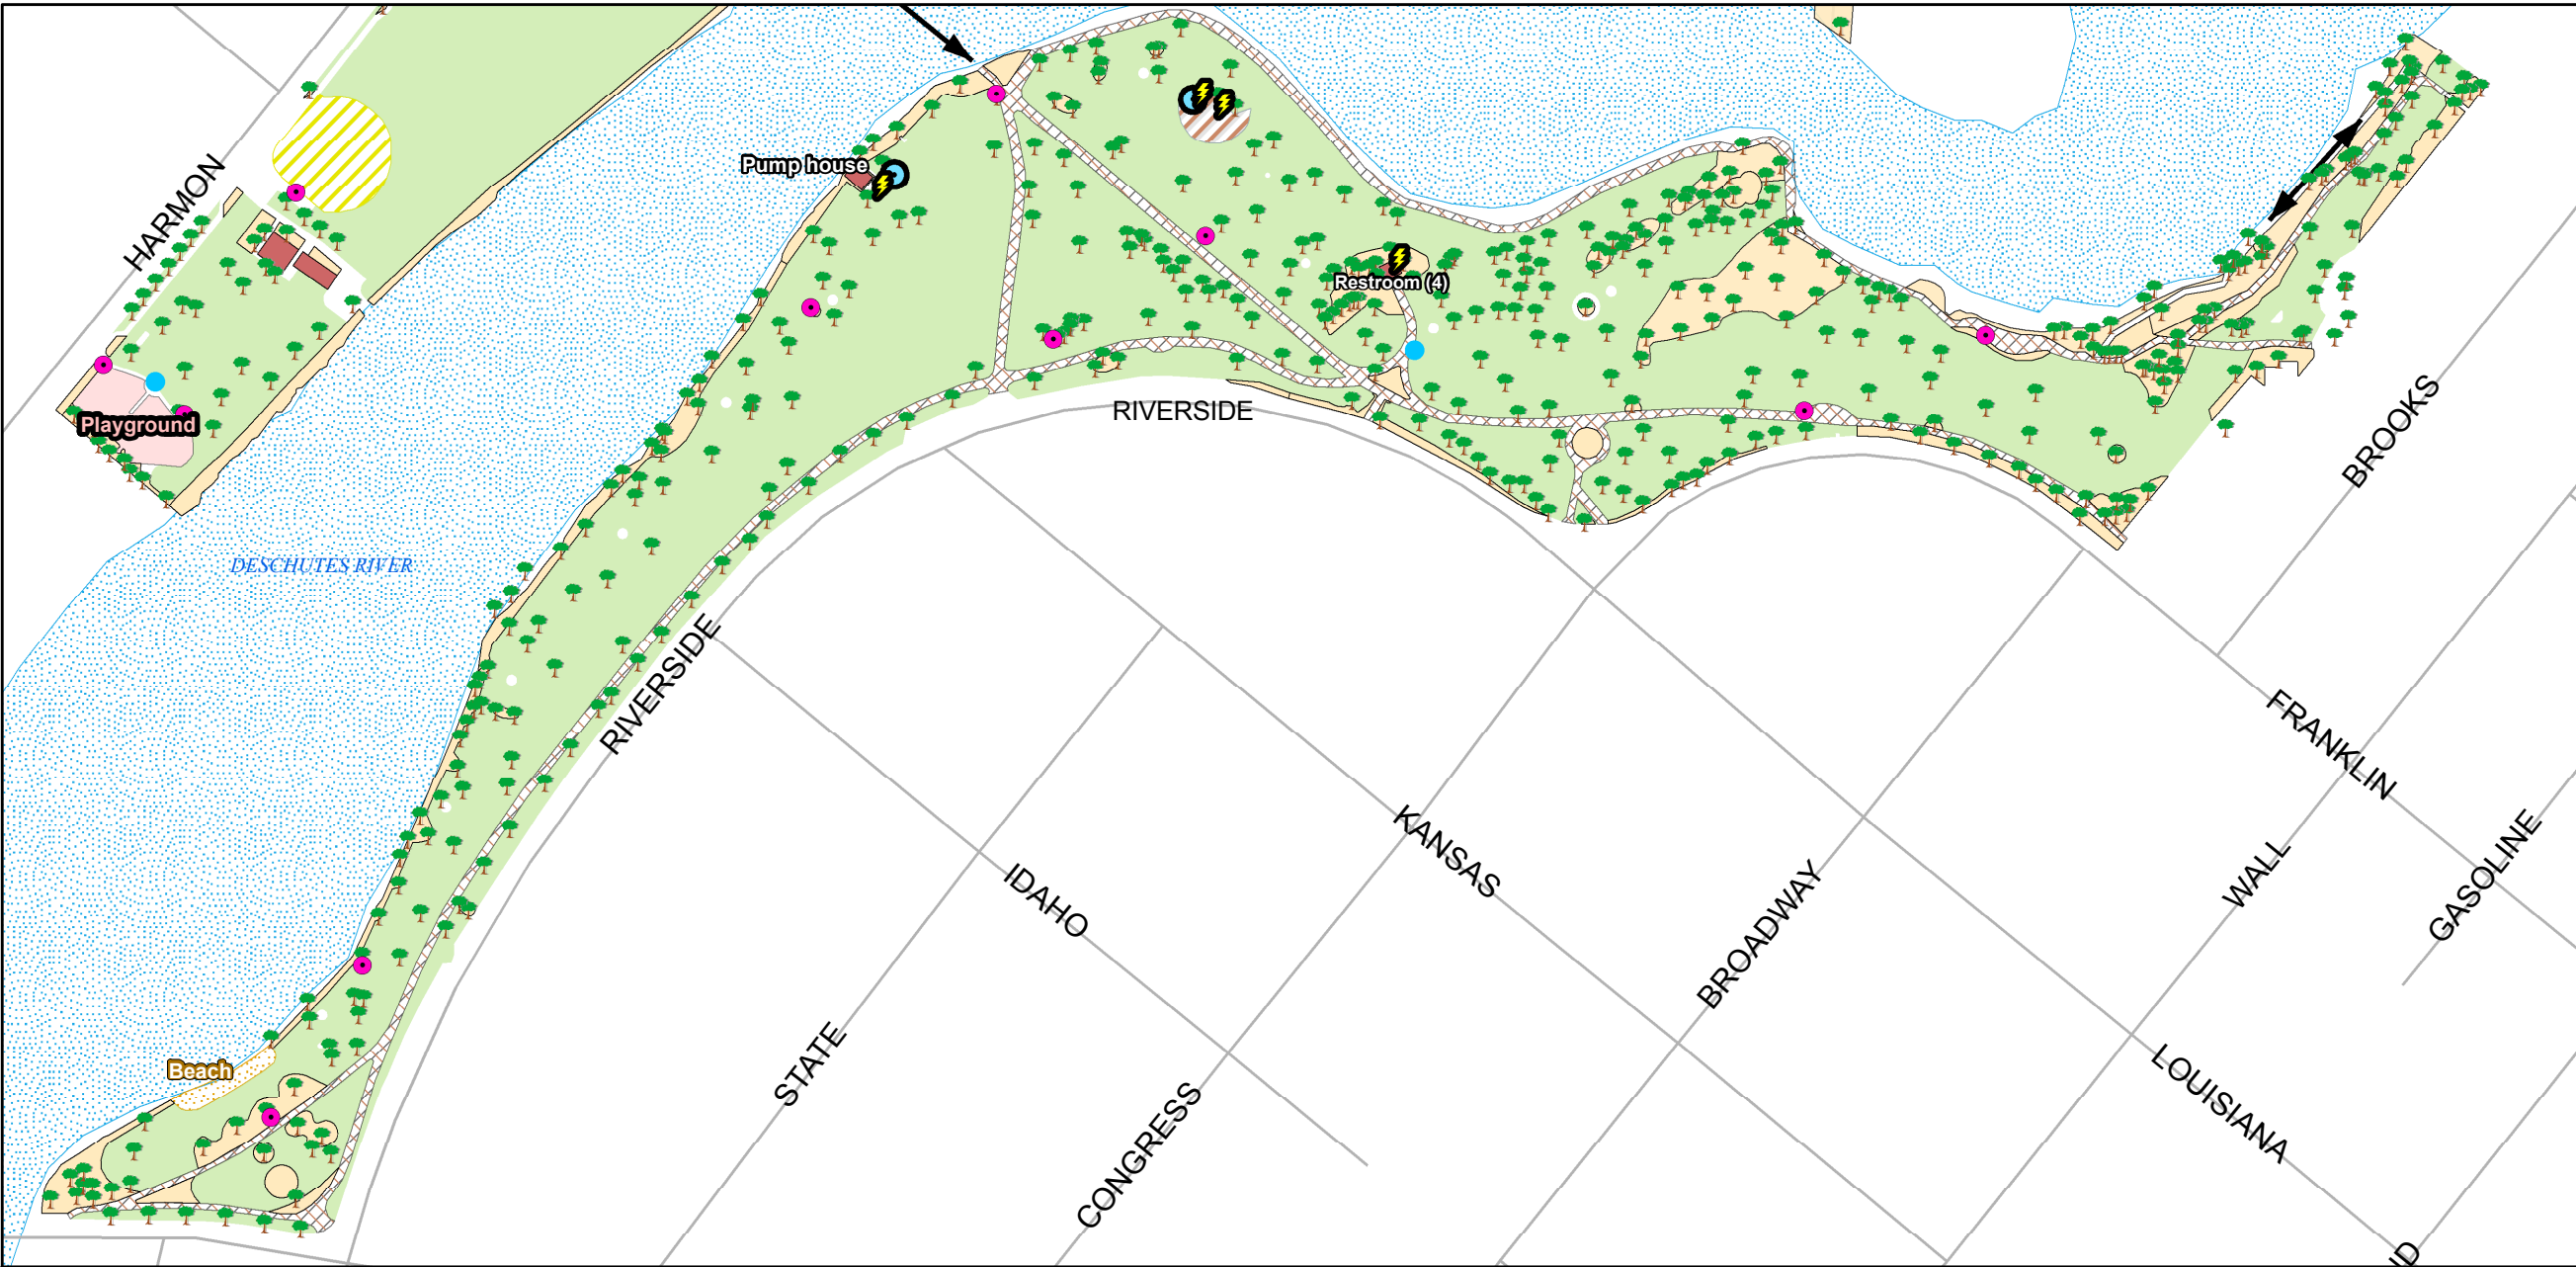 HARMON
Pump house
Restroom (4)
Playground
RIVERSIDE
BROOKS
DESCHUTES RIVER
RIVERSIDE
FRANKLIN
KANSAS
IDAHO
BROADWAY
WALL
GASOLINE
Beach
STATE
CONGRESS
LOUISIANA